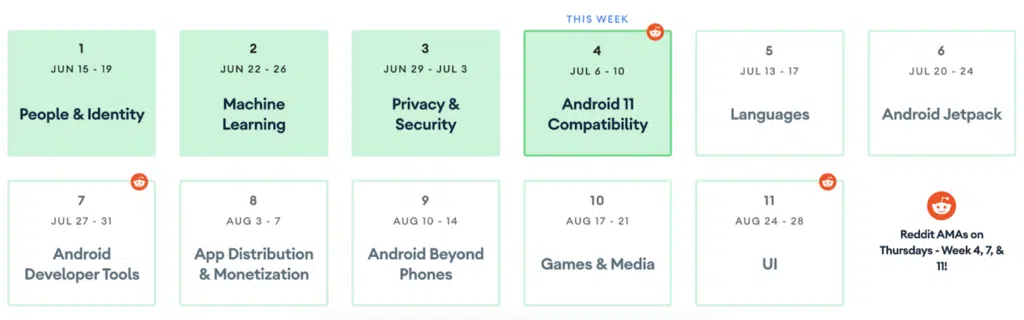 THIS WEEK
1
JUN 15 - 19
People & Identity
2
JUN 22 - 26
Machine
Learning
3
JUN 29 - JUL 3
Privacy &
Security
4
JUL 6 - 10
Android 11
Compatibility
5
JUL 13 - 17
Languages
6
JUL 20 - 24
Android Jetpack
7
JUL 27 - 31
Android
Developer Tools
8
AUG 3 - 7
App Distribution
& Monetization
9
AUG 10 - 14
Android Beyond
Phones
10
AUG 17 - 21
Games & Media
11
AUG 24 - 28
UI
Reddit AMAs on
Thursdays - Week 4, 7, &
11!